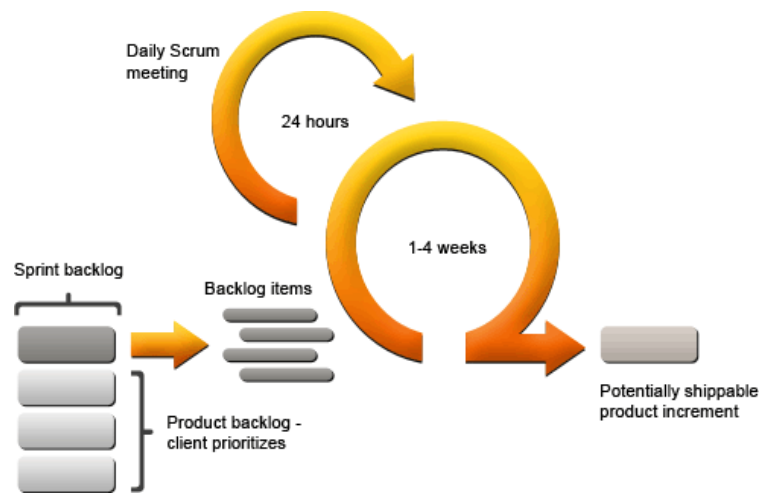 Daily Scrum
meeting
24 hours
1-4 weeks
Sprint backlog
Backlog items
Potentially shippable
product increment
Product backlog -
client prioritizes